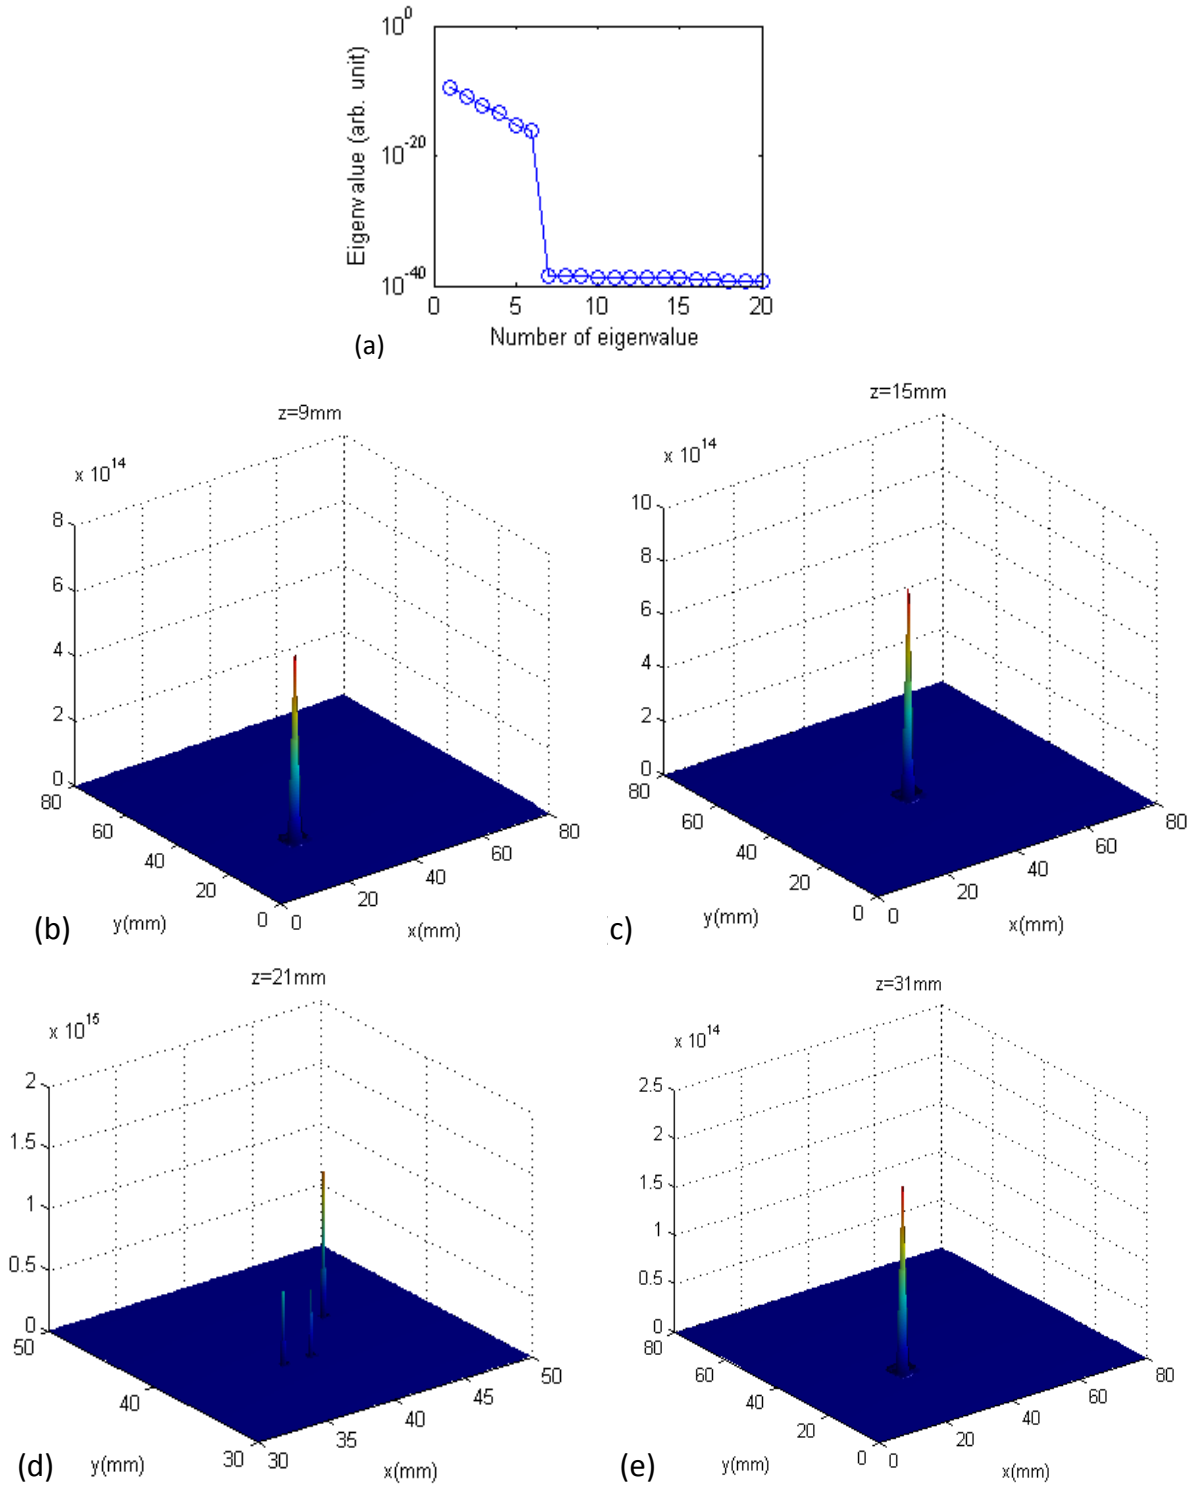 10^0
10^-20
10^-40
Eigenvalue (arb. unit)
0 5 10 15 20
Number of eigenvalue
(a)
z=9mm
x 10^14
8
6
4
2
0
80
60
40
20
0
0
20
40
60
80
y(mm)
x(mm)
(b)
z=15mm
x 10^14
10
8
6
4
2
0
80
60
40
20
0
0
20
40
60
80
y(mm)
x(mm)
c)
z=21mm
x 10^15
2
1.5
1
0.5
0
50
40
30
30
35
40
45
50
y(mm)
x(mm)
(d)
z=31mm
x 10^14
2.5
2
1.5
1
0.5
0
80
60
40
20
0
0
20
40
60
80
y(mm)
x(mm)
(e)